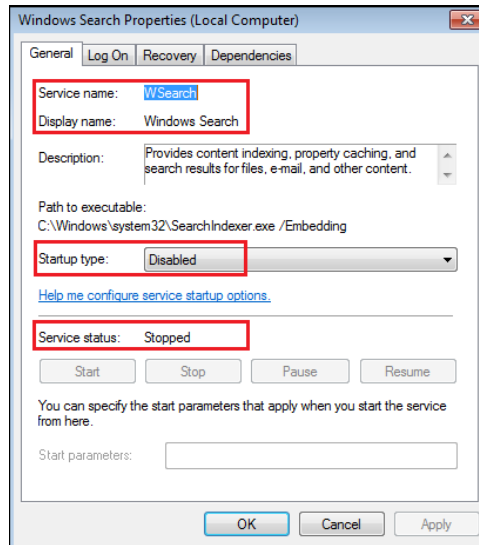 Windows Search Properties (Local Computer)
General Log On Recovery Dependencies
Service name: WSearch
Display name: Windows Search
Description: Provides content indexing, property caching, and
search results for files, e-mail, and other content.
Path to executable:
C:\Windows\system32\SearchIndexer.exe /Embedding
Startup type: Disabled
Help me configure service startup options.
Service status: Stopped
Start Stop Pause Resume
You can specify the start parameters that apply when you start the service
from here.
Start parameters:
OK Cancel Apply